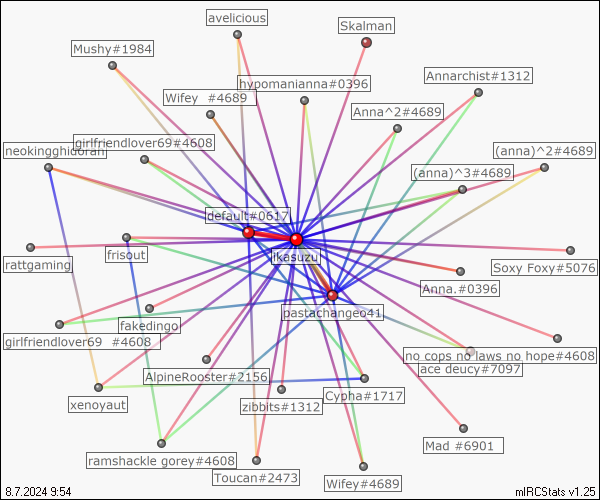 avelicious
Skalman
Mushy#1984
Annarchist#1312
hypomanianna#0396
Wifey  #4689
Anna^2#4689
girlfriendlover69#4608
neokingghidorah
(anna)^2#4689
(anna)^3#4689
default#0617
frisout
ikasuzu
rattgaming
Soxy Foxy#5076
Anna.#0396
pastachangeo41
fakedingo
girlfriendlover69  #4608
no cops no laws no hope#4608
ace deucy#7097
AlpineRooster#2156
Cypha#1717
xenoyaut
zibbits#1312
Mad #6901
ramshackle gorey#4608
Toucan#2473
Wifey#4689
8.7.2024 9:54
mIRCStats v1.25